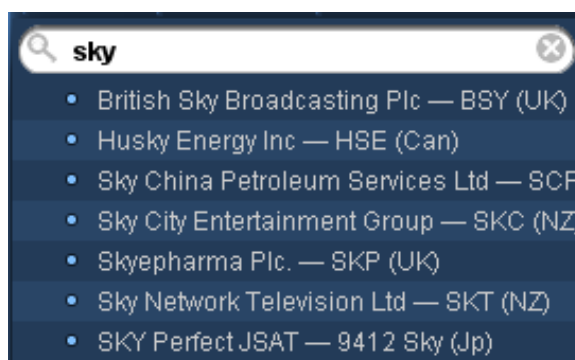 sky
British Sky Broadcasting Plc — BSY (UK)
Husky Energy Inc — HSE (Can)
Sky China Petroleum Services Ltd —
Sky City Entertainment Group — SKC (NZ
Skyepharma Plc. — SKP (UK)
Sky Network Television Ltd — SKT (NZ)
SKY Perfect JSAT — 9412 Sky (Jp)